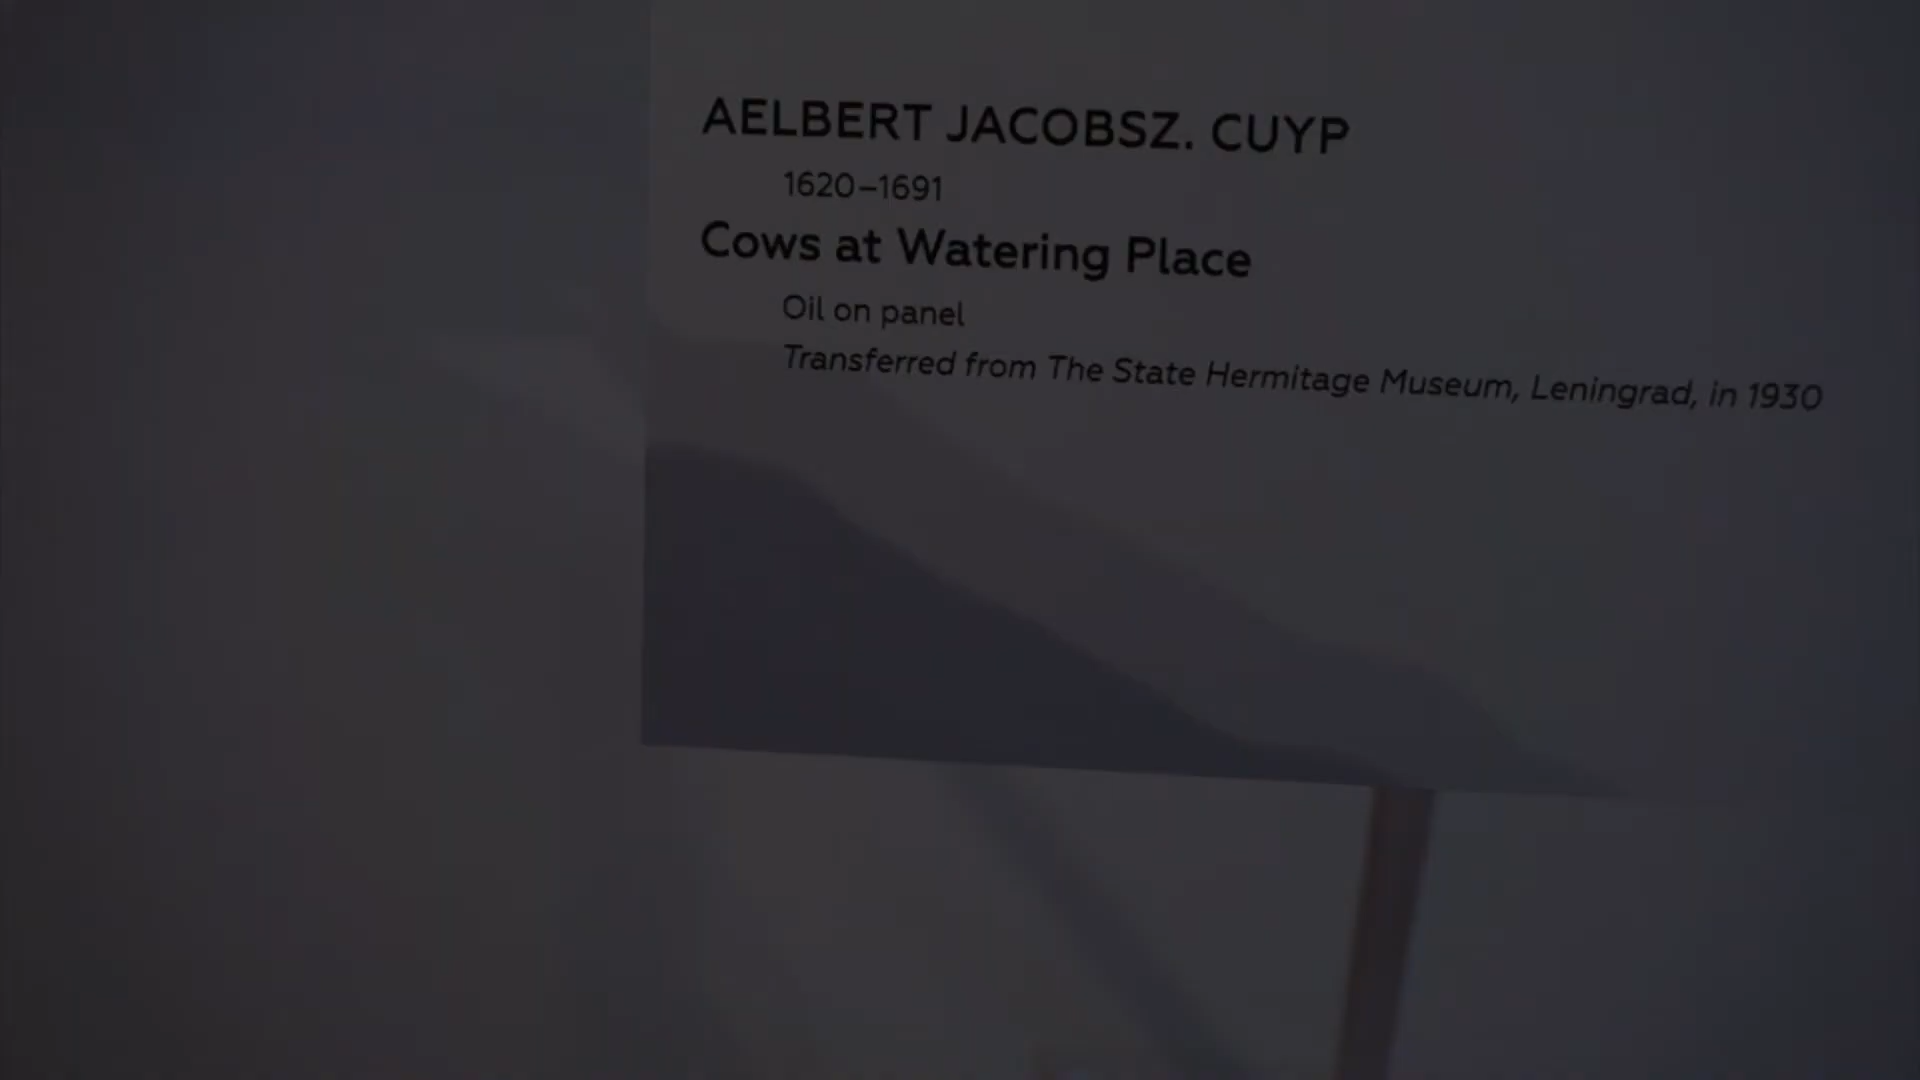 AELBERT JACOBSZ. CUYP
1620–1691
Cows at Watering Place
Oil on panel
Transferred from The State Hermitage Museum, Leningrad, in 1930